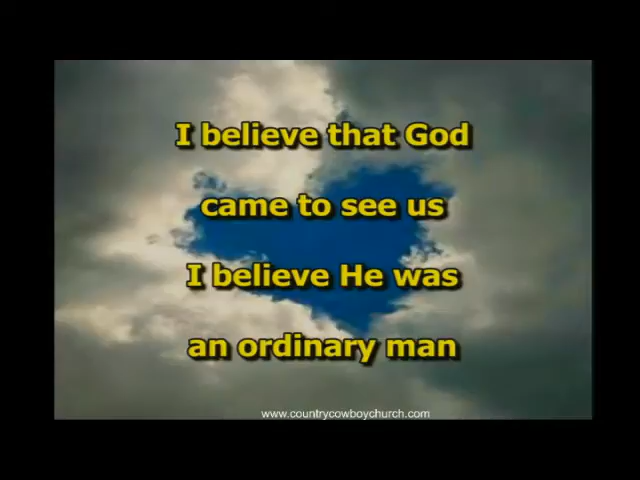 I believe that God
came to see us
I believe He was
an ordinary man
www.countrycowboychurch.com